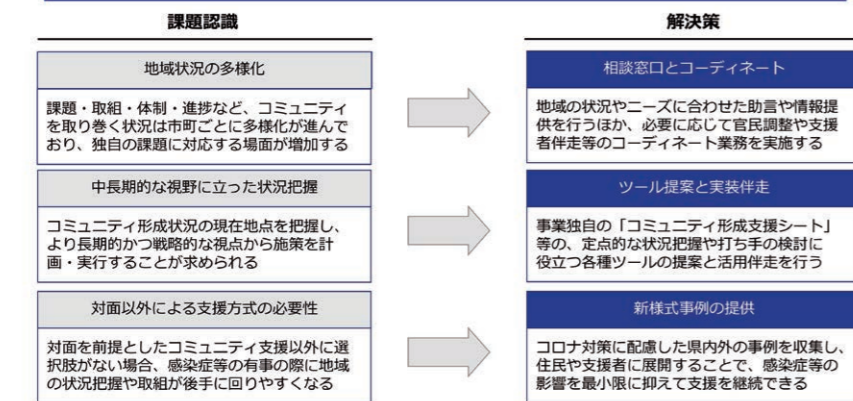 課題認識
解決策
地域状況の多様化
課題・取組・体制・進捗など、コミュニティ
を取り巻く状況は市町ごとに多様化が進んで
おり、独自の課題に対応する場面が増加する
相談窓口とコーディネート
地域の状況やニーズに合わせた助言や情報提
供を行うほか、必要に応じて官民調整や支援
者伴走等のコーディネート業務を実施する
中長期的な視野に立った状況把握
コミュニティ形成状況の現在地点を把握し、
より長期的かつ戦略的な視点から施策を計
画・実行することが求められる
ツール提案と実装伴走
事業独自の「コミュニティ形成支援シート」
等の、定点的な状況把握や打ち手の検討に
役立つ各種ツールの提案と活用伴走を行う
対面以外による支援方式の必要性
対面を前提としたコミュニティ支援以外に選
択肢がない場合、感染症等の有事の際に地域
の状況把握や取組が後手に回りやすくなる
新様式事例の提供
コロナ対策に配慮した県内外の事例を収集し、
住民や支援者に展開することで、感染症等の
影響を最小限に抑えて支援を継続できる